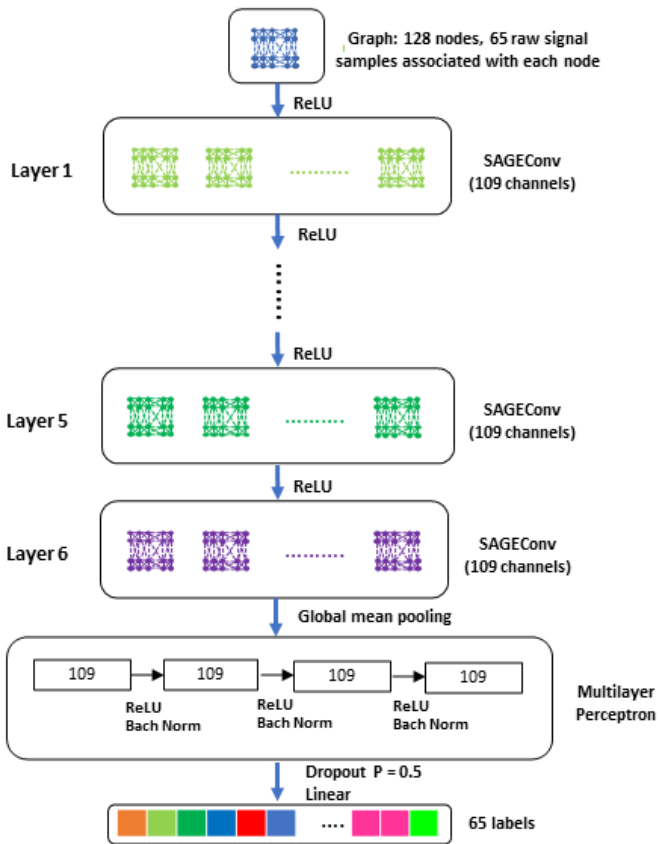 Graph: 128 nodes, 65 raw signal
samples associated with each node
ReLU
Layer 1
SAGEConv
(109 channels)
ReLU
ReLU
Layer 5
SAGEConv
(109 channels)
ReLU
Layer 6
SAGEConv
(109 channels)
Global mean pooling
109
109
109
109
ReLU
Bach Norm
ReLU
Bach Norm
ReLU
Bach Norm
Multilayer
Perceptron
Dropout P = 0.5
Linear
65 labels